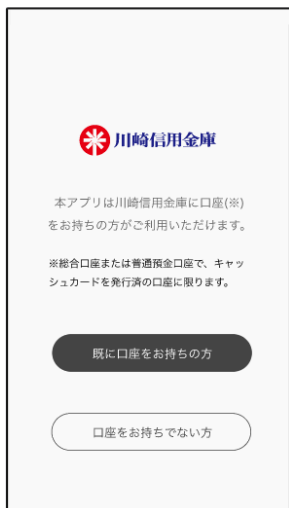 川崎信用金庫
本アプリは川崎信用金庫に口座(※)
をお持ちの方がご利用いただけます。
※総合口座または普通預金口座で、キャッ
シュカードを発行済の口座に限ります。
既に口座をお持ちの方
口座をお持ちでない方